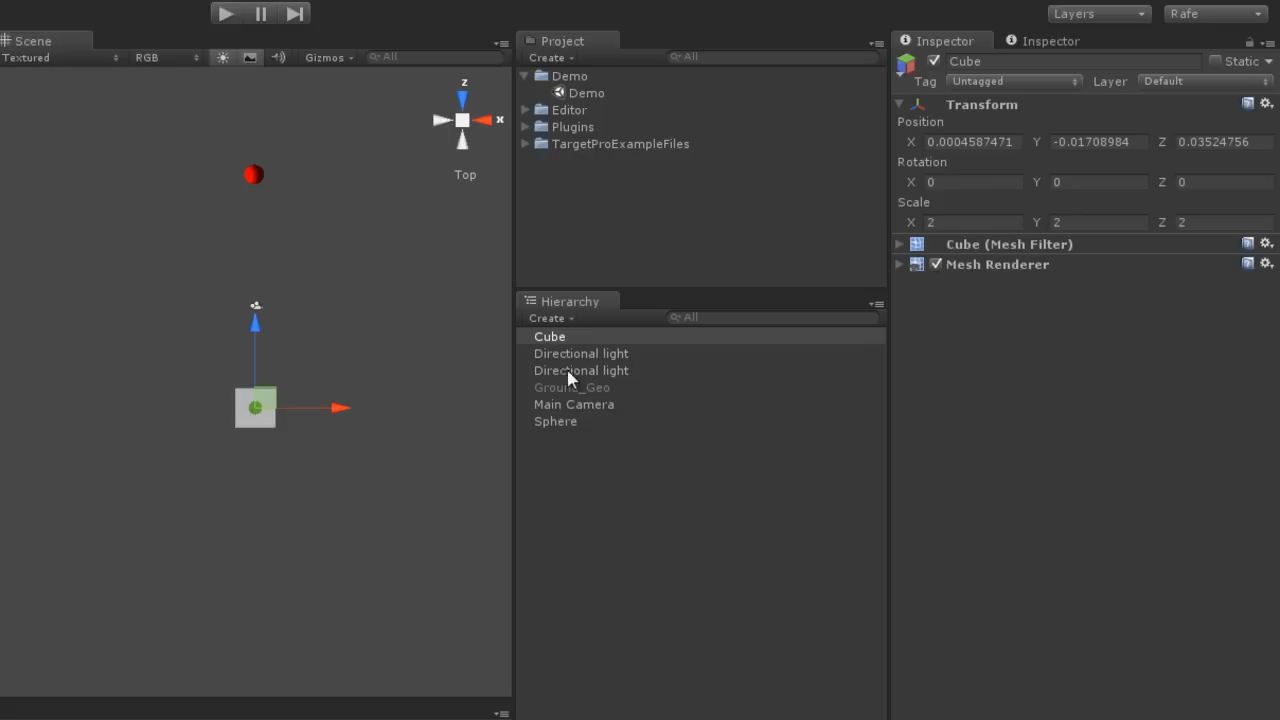 Layers
Rafe
Scene
Textured
RGB
Gizmos
All
z
x
Top
Project
Create
All
Demo
Demo
Editor
Plugins
TargetProExampleFiles
Hierarchy
Create
All
Cube
Directional light
Directional light
Ground_Geo
Main Camera
Sphere
Inspector
Inspector
Cube
Static
Tag Untagged Layer Default
Transform
Position
X 0.0004587471 Y -0.01708984 Z 0.03524756
Rotation
X 0 Y 0 Z 0
Scale
X 2 Y 2 Z 2
Cube (Mesh Filter)
Mesh Renderer